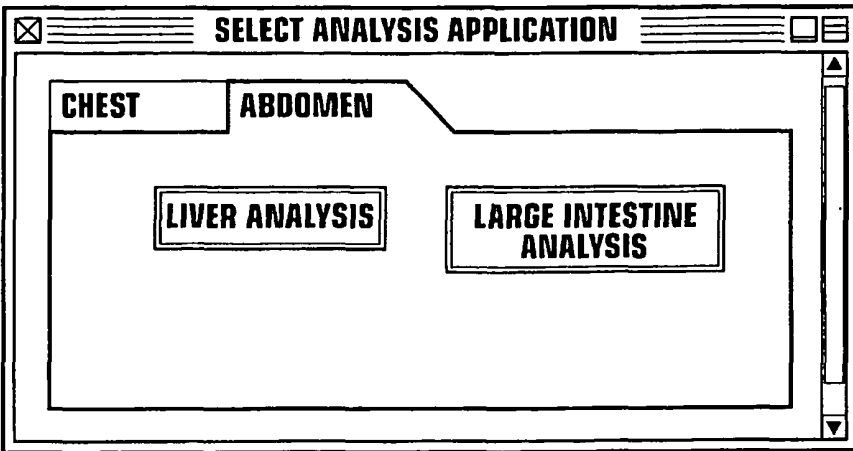 SELECT ANALYSIS APPLICATION
CHEST ABDOMEN
LIVER ANALYSIS
LARGE INTESTINE
ANALYSIS